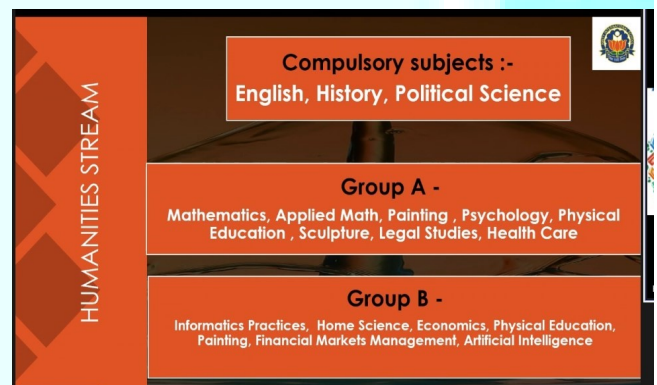 HUMANITIES STREAM
Compulsory subjects :-
English, History, Political Science
Group A -
Mathematics, Applied Math, Painting , Psychology, Physical
Education , Sculpture, Legal Studies, Health Care
Group B -
Informatics Practices, Home Science, Economics, Physical Education,
Painting, Financial Markets Management, Artificial Intelligence